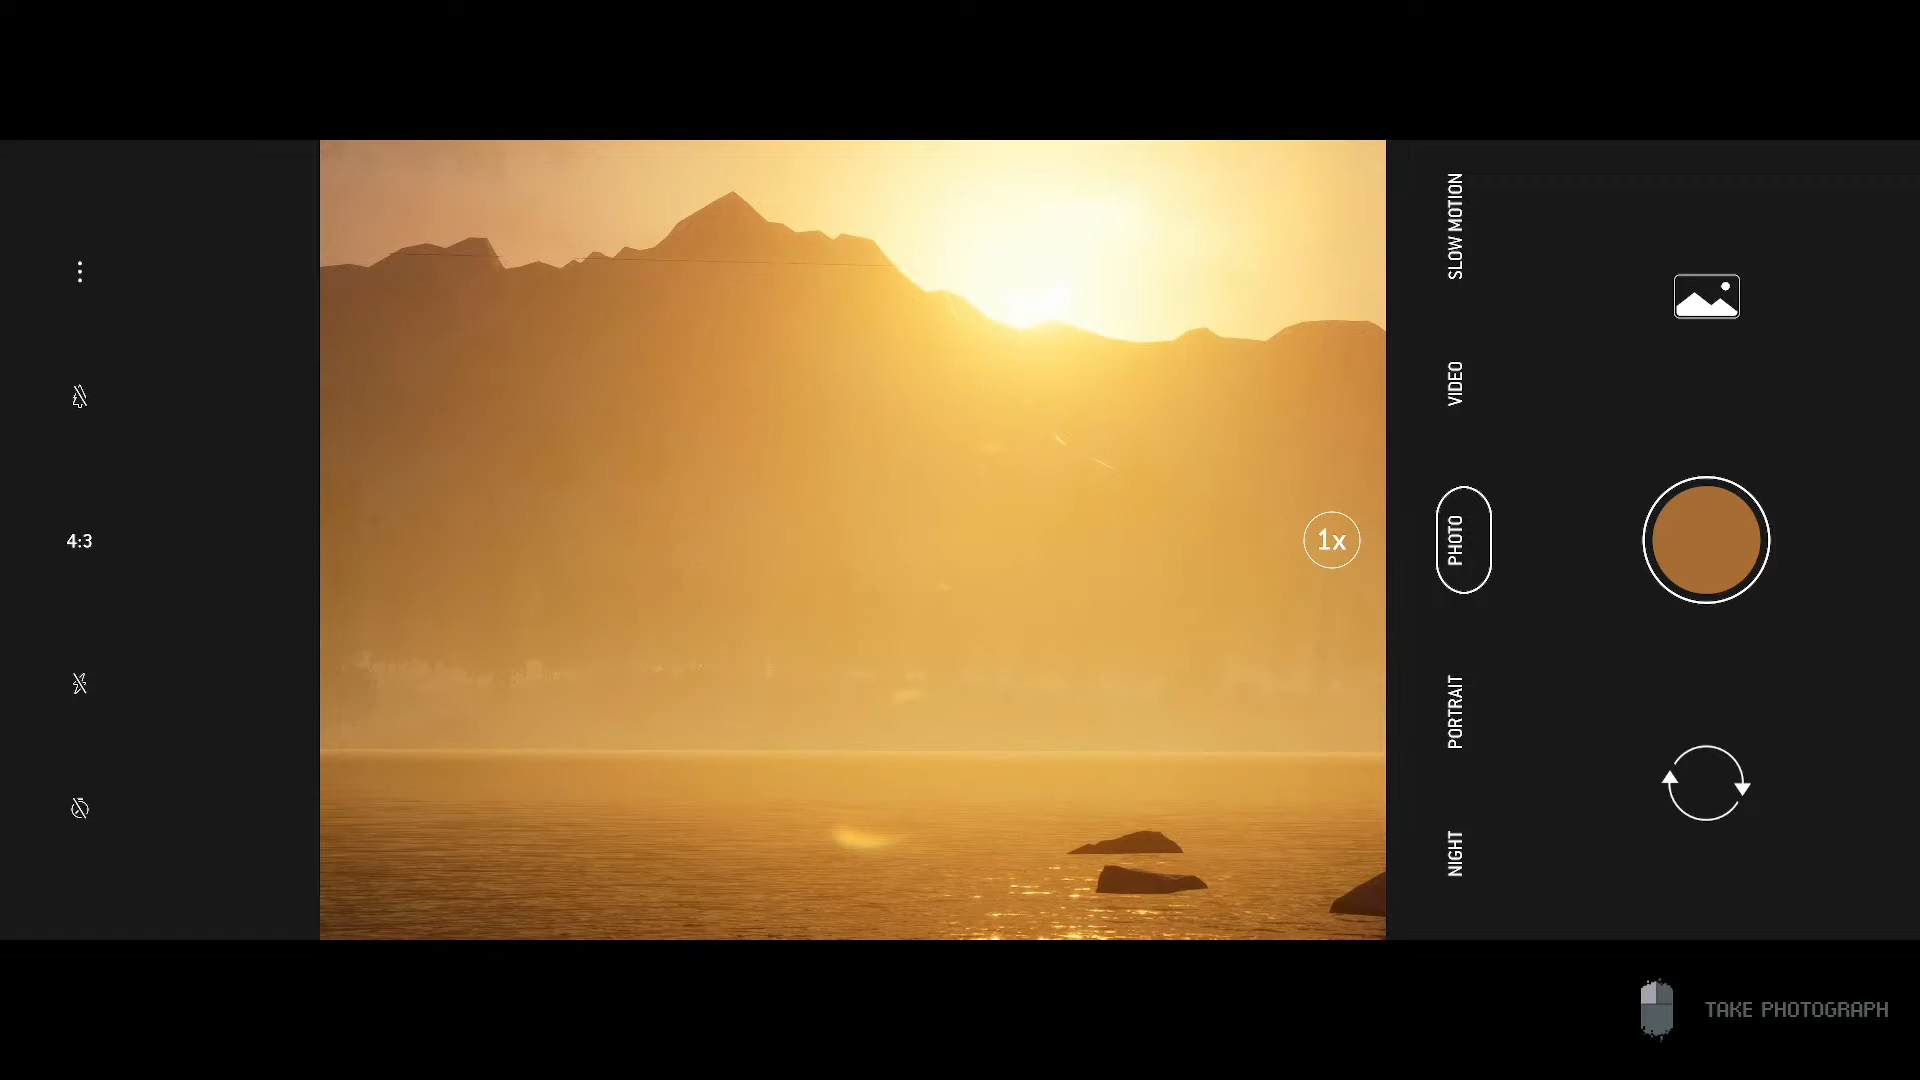 4:3
1x
SLOW MOTION
VIDEO
PHOTO
PORTRAIT
NIGHT
TAKE PHOTOGRAPH